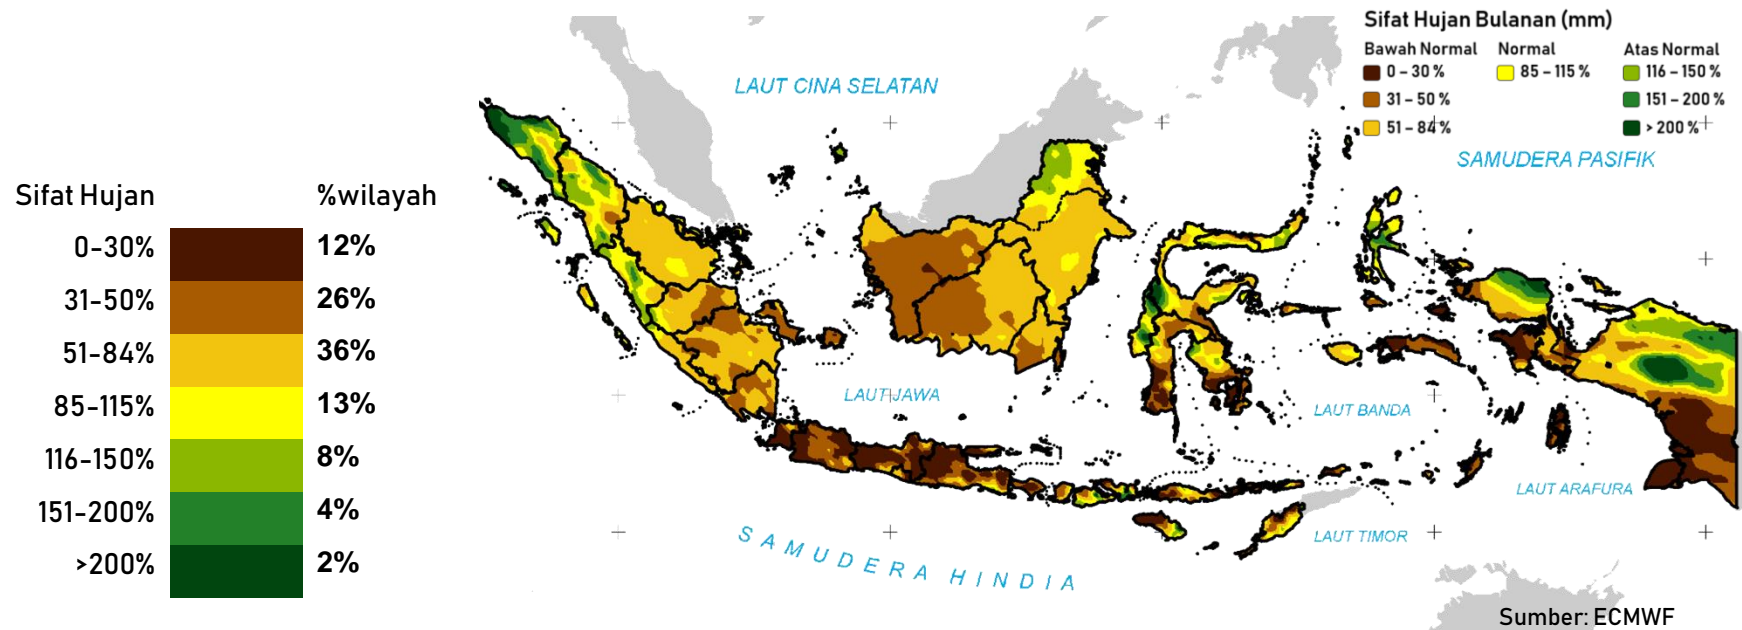 Sifat Hujan %wilayah
0-30% 12%
31-50% 26%
51-84% 36%
85-115% 13%
116-150% 8%
151-200% 4%
>200% 2%
Sifat Hujan Bulanan (mm)
Bawah Normal Normal Atas Normal
0 – 30 % 85 – 115 % 116 – 150 %
31 – 50 % 151 – 200 %
51 – 84 % > 200 %
LAUT CINA SELATAN
SAMUDERA PASIFIK
LAUT JAWA
LAUT BANDA
LAUT ARAFURA
LAUT TIMOR
SAMUDERA HINDIA
Sumber: ECMWF